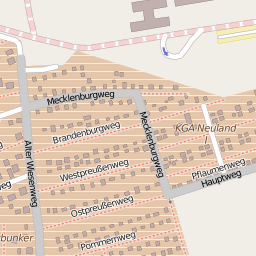 Mecklenburgweg
Mecklenburgweg
Brandenburgweg
KGA Neuland
I
Alter Wiesenweg
Westpreußenweg
Pflaumenweg
Hauptweg
Ostpreußenweg
bunker
Pommernweg